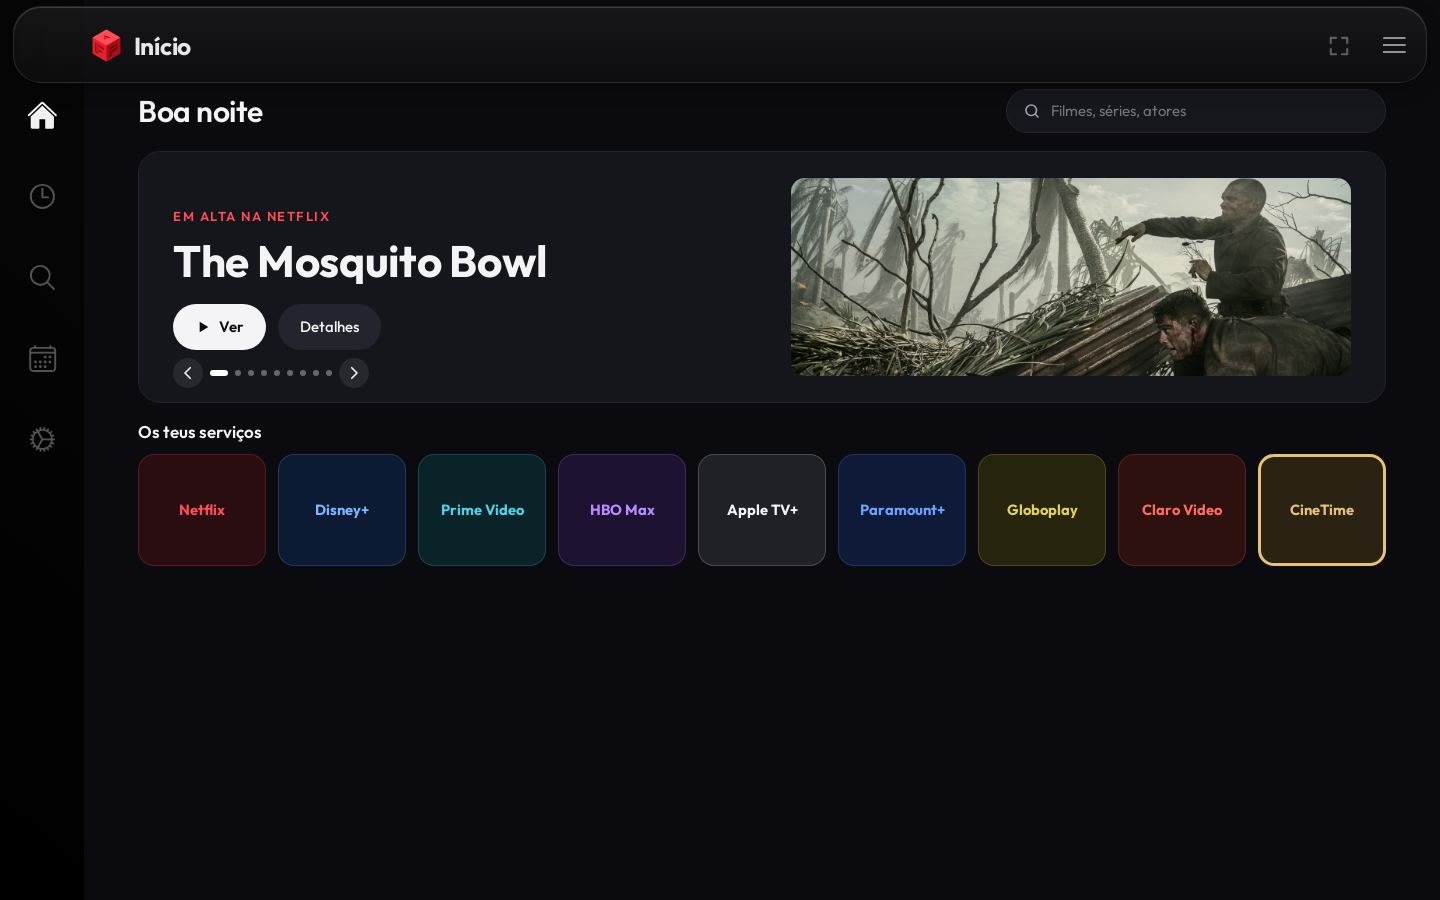 Início
Boa noite
Filmes, séries, atores
EM ALTA NA NETFLIX
The Mosquito Bowl
Ver
Detalhes
Os teus serviços
Netflix
Disney+
Prime Video
HBO Max
Apple TV+
Paramount+
Globoplay
Claro Video
CineTime